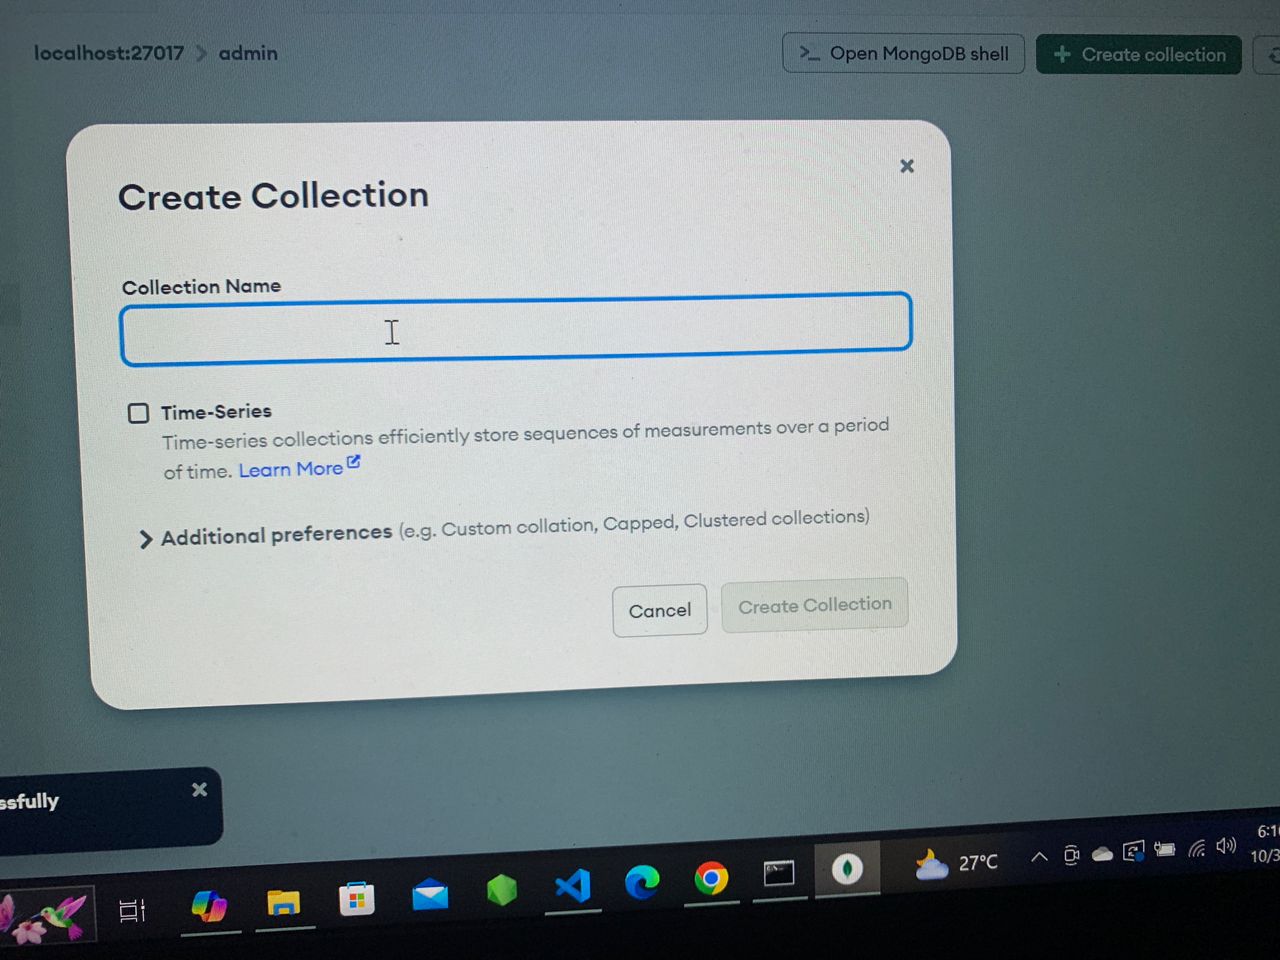 localhost:27017 > admin
>_ Open MongoDB shell
+ Create collection
Create Collection
Collection Name
Time-Series
Time-series collections efficiently store sequences of measurements over a period
of time. Learn More
Additional preferences (e.g. Custom collation, Capped, Clustered collections)
Cancel
Create Collection
ssfully
27°C
6:1
10/3